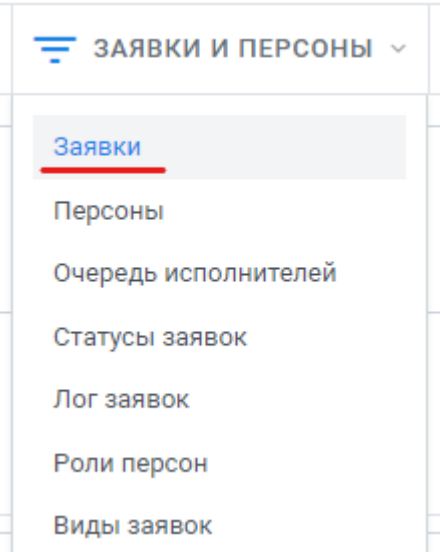 ЗАЯВКИ И ПЕРСОНЫ
Заявки
Персоны
Очередь исполнителей
Статусы заявок
Лог заявок
Роли персон
Виды заявок